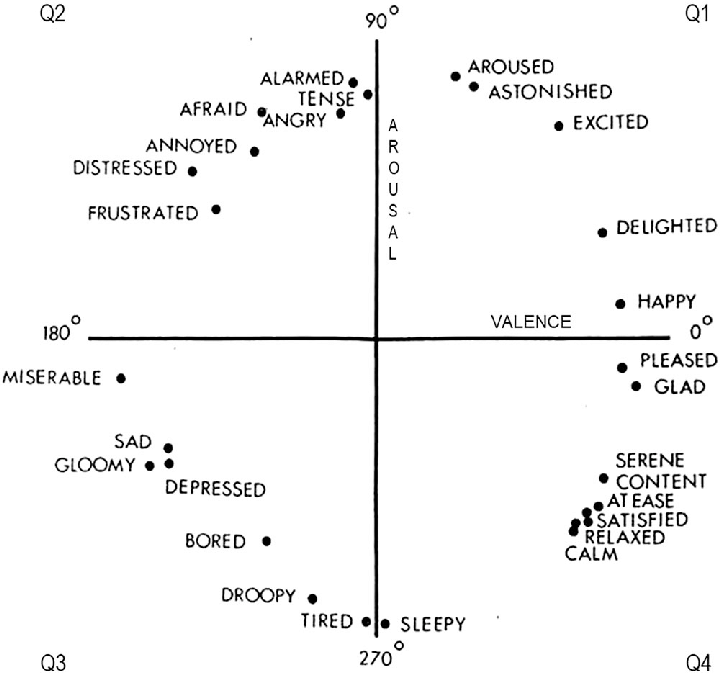 Q2
90°
Q1
ALARMED
AROUSED
TENSE
ASTONISHED
AFRAID
ANGRY
EXCITED
ANNOYED
AROUSAL
DISTRESSED
FRUSTRATED
DELIGHTED
HAPPY
VALENCE
180°
0°
PLEASED
MISERABLE
GLAD
SAD
SERENE
GLOOMY
CONTENT
DEPRESSED
AT EASE
SATISFIED
BORED
RELAXED
CALM
DROOPY
TIRED
SLEEPY
Q3
270°
Q4